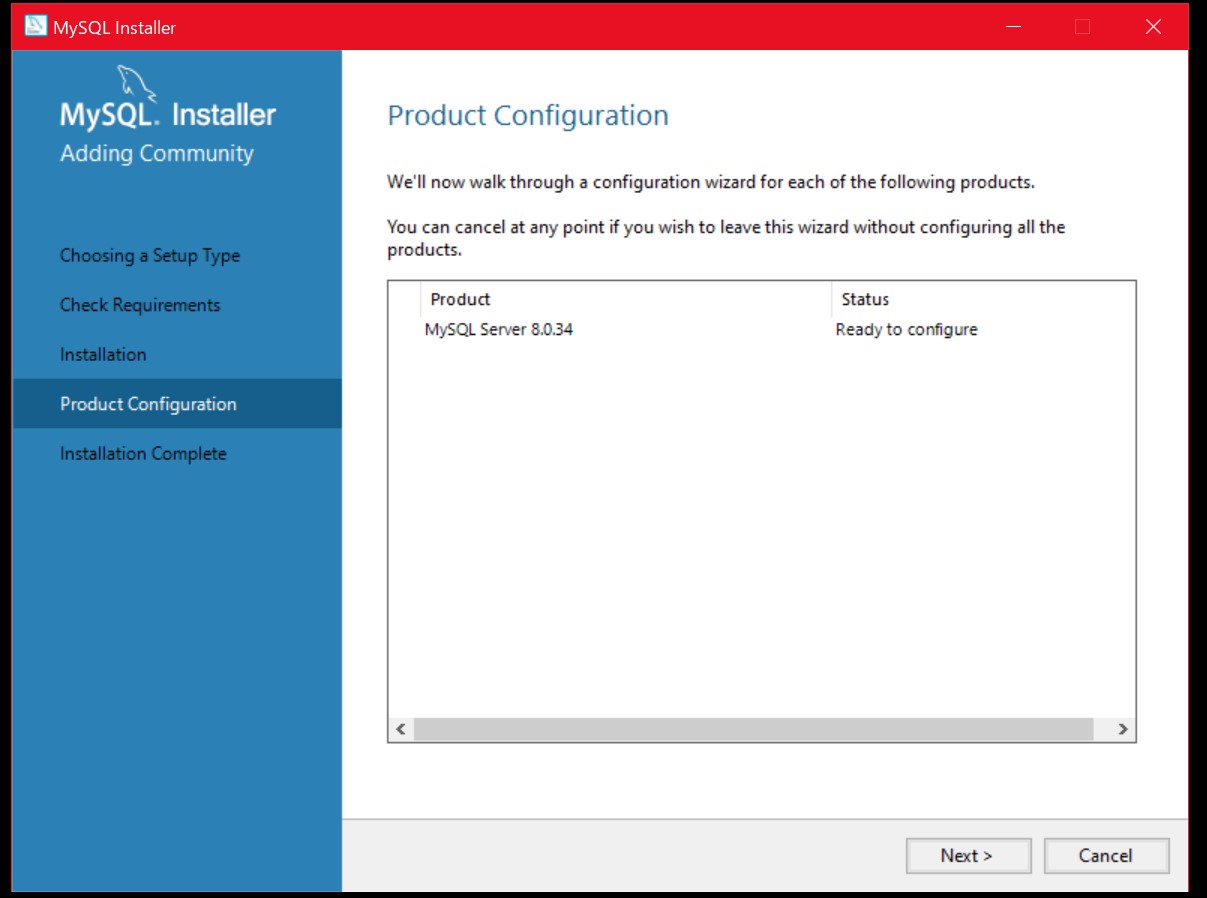 MySQL Installer
MySQL. Installer
Adding Community
Choosing a Setup Type
Check Requirements
Installation
Product Configuration
Installation Complete
Product Configuration
We'll now walk through a configuration wizard for each of the following products.
You can cancel at any point if you wish to leave this wizard without configuring all the
products.
Product Status
MySQL Server 8.0.34 Ready to configure
Next > Cancel